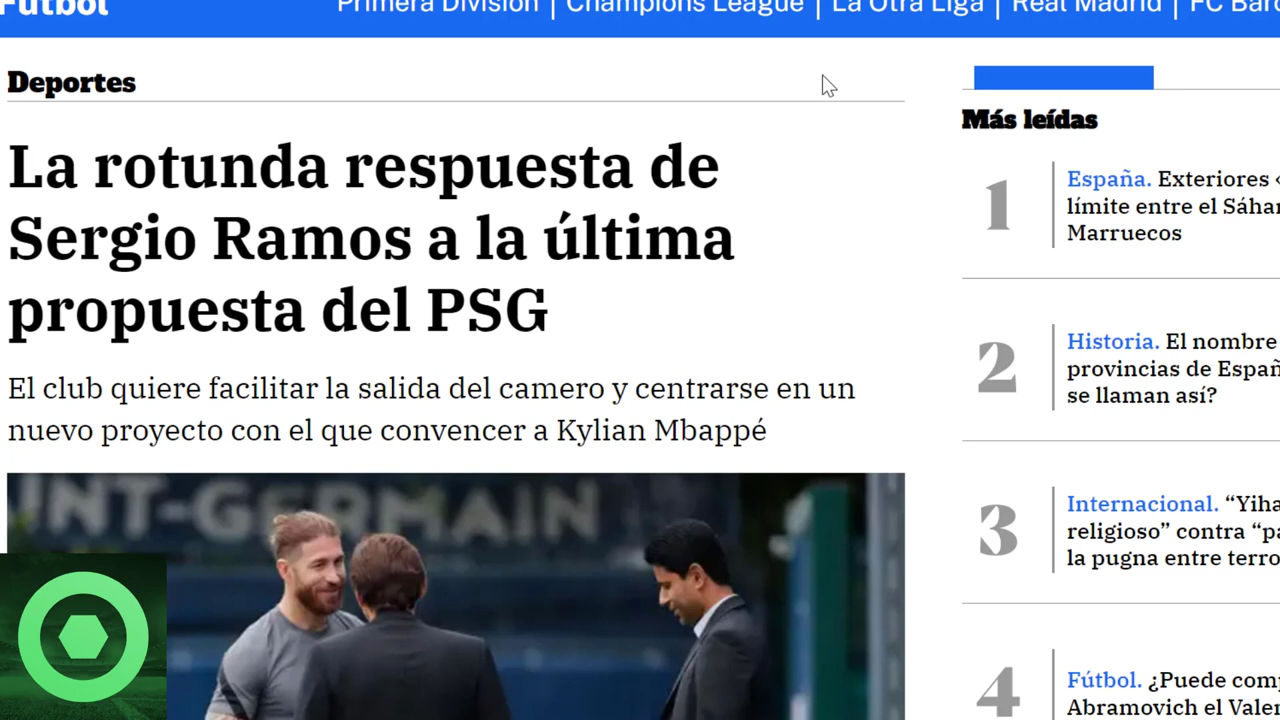 Fútbol
Primera División | Champions League | La Otra Liga | Real Madrid | FC Barc
Deportes
La rotunda respuesta de
Sergio Ramos a la última
propuesta del PSG
El club quiere facilitar la salida del camero y centrarse en un
nuevo proyecto con el que convencer a Kylian Mbappé
INT-GERMAIN
Más leídas
1
España. Exteriores «
límite entre el Sáhar
Marruecos
2
Historia. El nombre
provincias de Españ
se llaman así?
3
Internacional. “Yiha
religioso” contra “pa
la pugna entre terro
4
Fútbol. ¿Puede comp
Abramovich el Valen